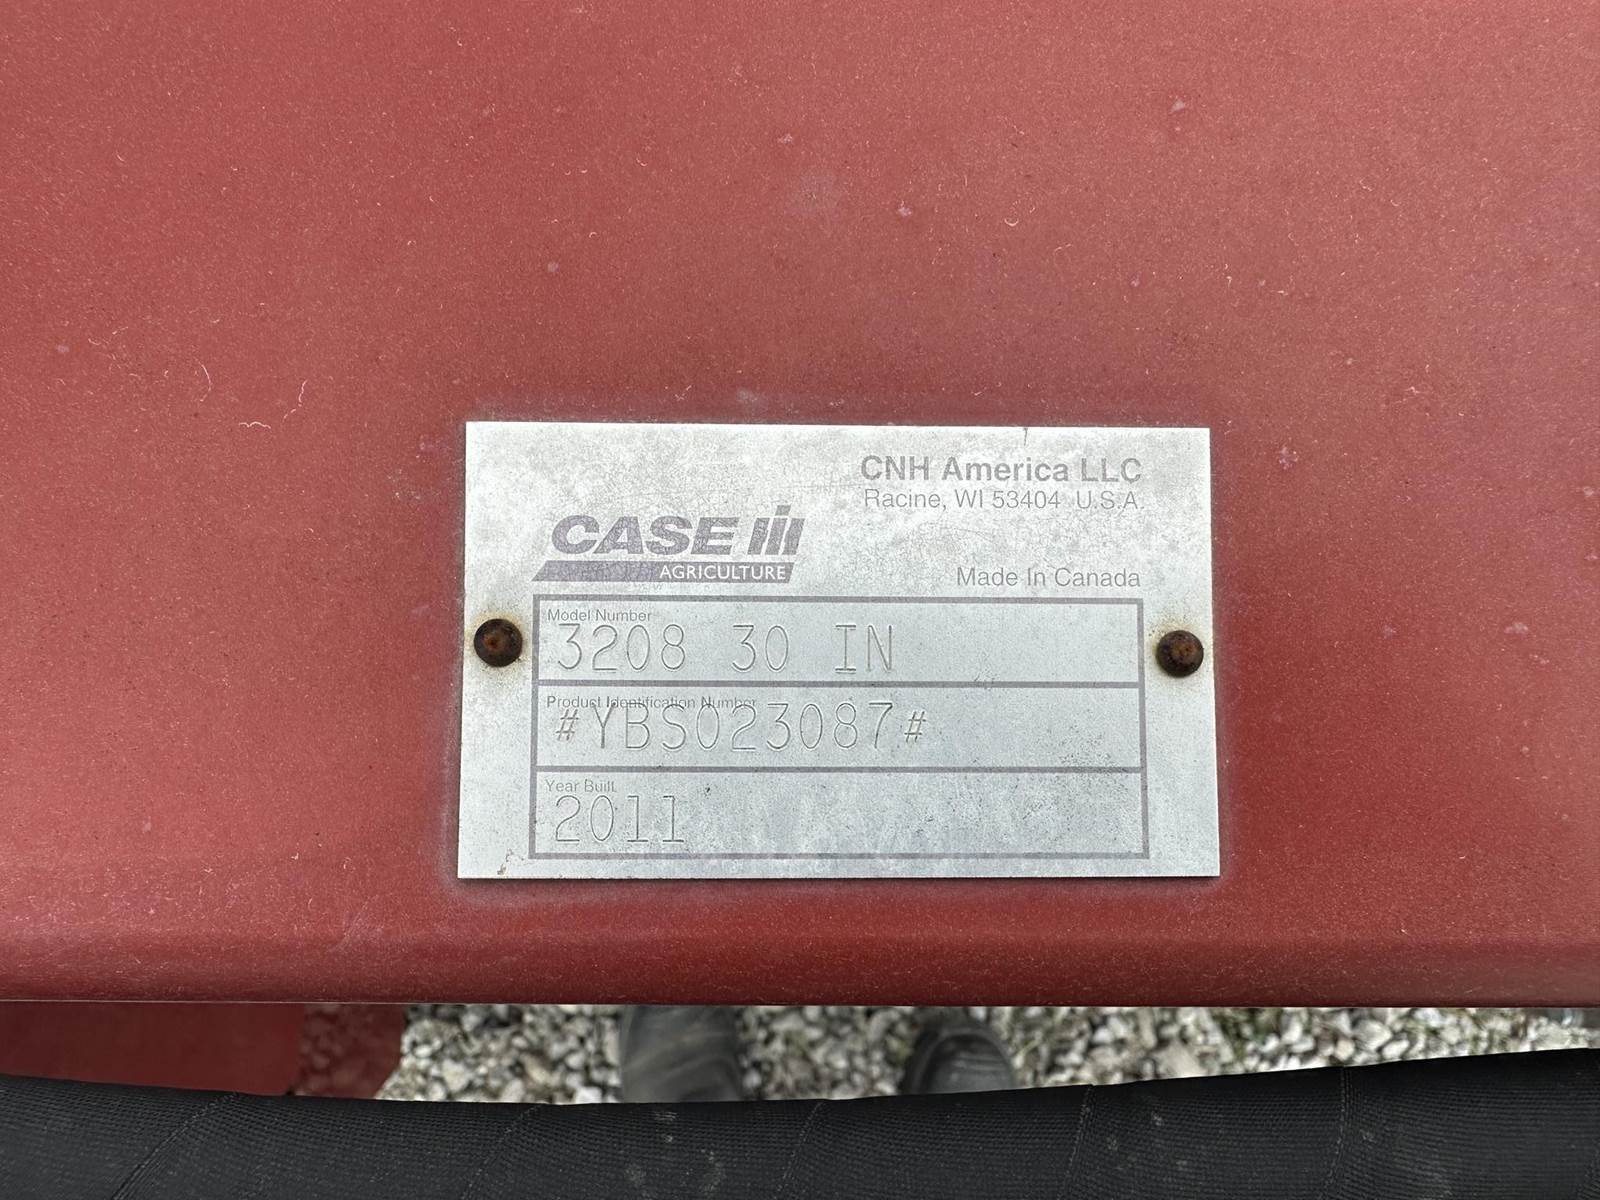 CNH America LLC
Racine, WI 53404 U.S.A.
CASE IH
AGRICULTURE
Made In Canada
Model Number
3208 30 IN
Product Identification Number
#YBS023087#
Year Built
2011